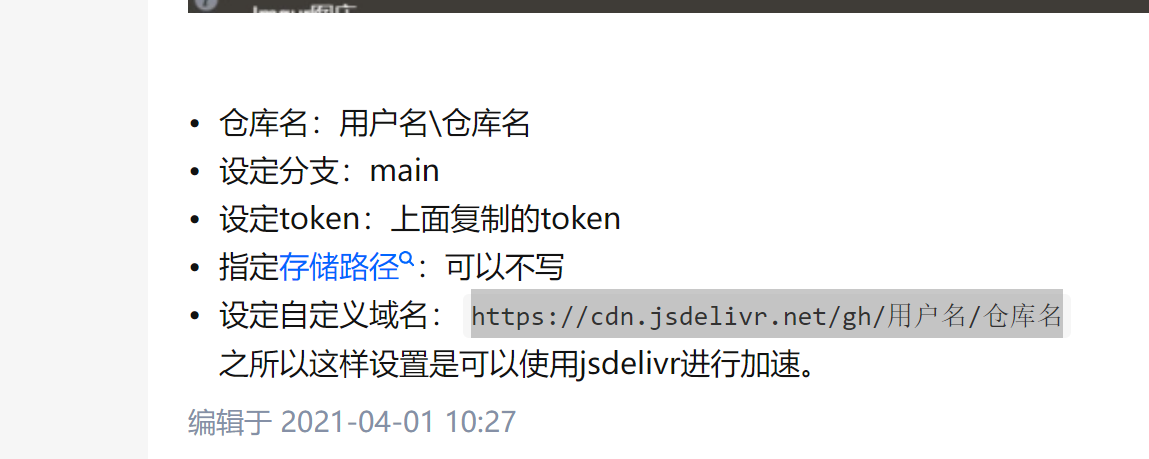 仓库名：用户名\仓库名
设定分支：main
设定token：上面复制的token
指定存储路径：可以不写
设定自定义域名： https://cdn.jsdelivr.net/gh/用户名/仓库名
之所以这样设置是可以使用jsdelivr进行加速。
编辑于 2021-04-01 10:27